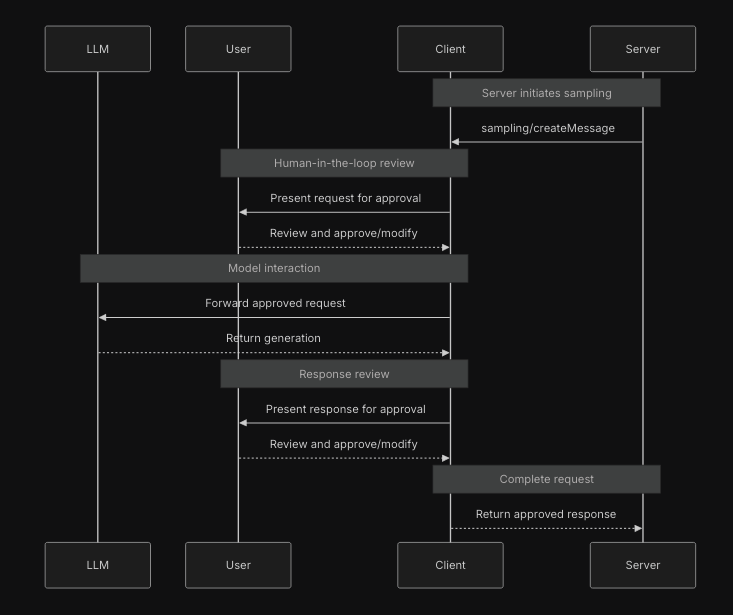 LLM
User
Client
Server
Server initiates sampling
sampling/createMessage
Human-in-the-loop review
Present request for approval
Review and approve/modify
Model interaction
Forward approved request
Return generation
Response review
Present response for approval
Review and approve/modify
Complete request
Return approved response
LLM
User
Client
Server